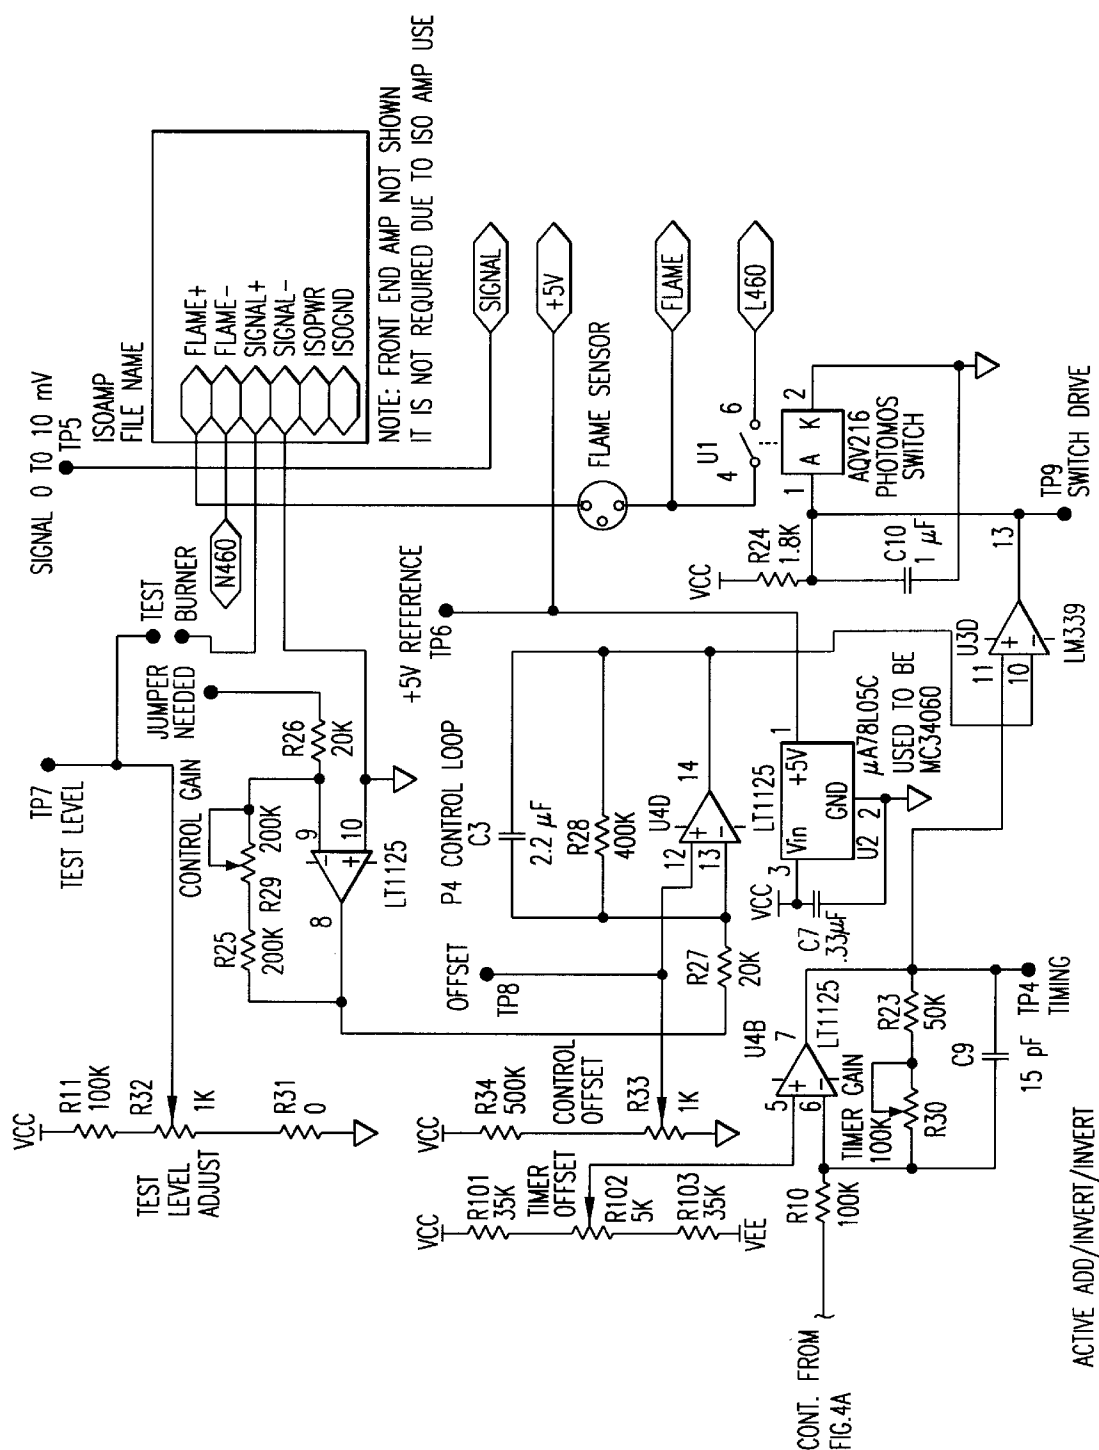 SIGNAL 0 TO 10 mV
TP5
ISOAMP
FILE NAME
FLAME+
FLAME-
SIGNAL+
SIGNAL-
ISOPWR
ISOGND
NOTE: FRONT END AMP NOT SHOWN
IT IS NOT REQUIRED DUE TO ISO AMP USE
N460
TEST
BURNER
JUMPER
NEEDED
TP7
TEST LEVEL
CONTROL GAIN
R26
20K
200K
R29
R25
200K
9
10
8
LT1125
VCC
R11
100K
R32
1K
R31
0
TEST
LEVEL
ADJUST
SIGNAL
+5V
FLAME
L460
FLAME SENSOR
+5V REFERENCE
TP6
P4 CONTROL LOOP
C3
2.2 µF
R28
400K
U4D
14
12
13
OFFSET
TP8
R27
20K
VCC
R34
500K
CONTROL
OFFSET
R33
1K
VCC
R101
35K
TIMER
OFFSET
R102
5K
R103
35K
VEE
U1
4
6
1
A
K
2
AQV216
PHOTOMOS
SWITCH
VCC
R24
1.8K
C10
1 µF
13
TP9
SWITCH DRIVE
U3D
11
10
LM339
LT1125
1
+5V
Vin
3
GND
2
U2
µA78L05C
USED TO BE
MC34060
VCC
C7
.33µF
U4B
7
LT1125
5
6
R23
50K
TIMER GAIN
100K
R30
C9
15 pF
TP4
TIMING
R10
100K
CONT. FROM
FIG.4A
ACTIVE ADD/INVERT/INVERT